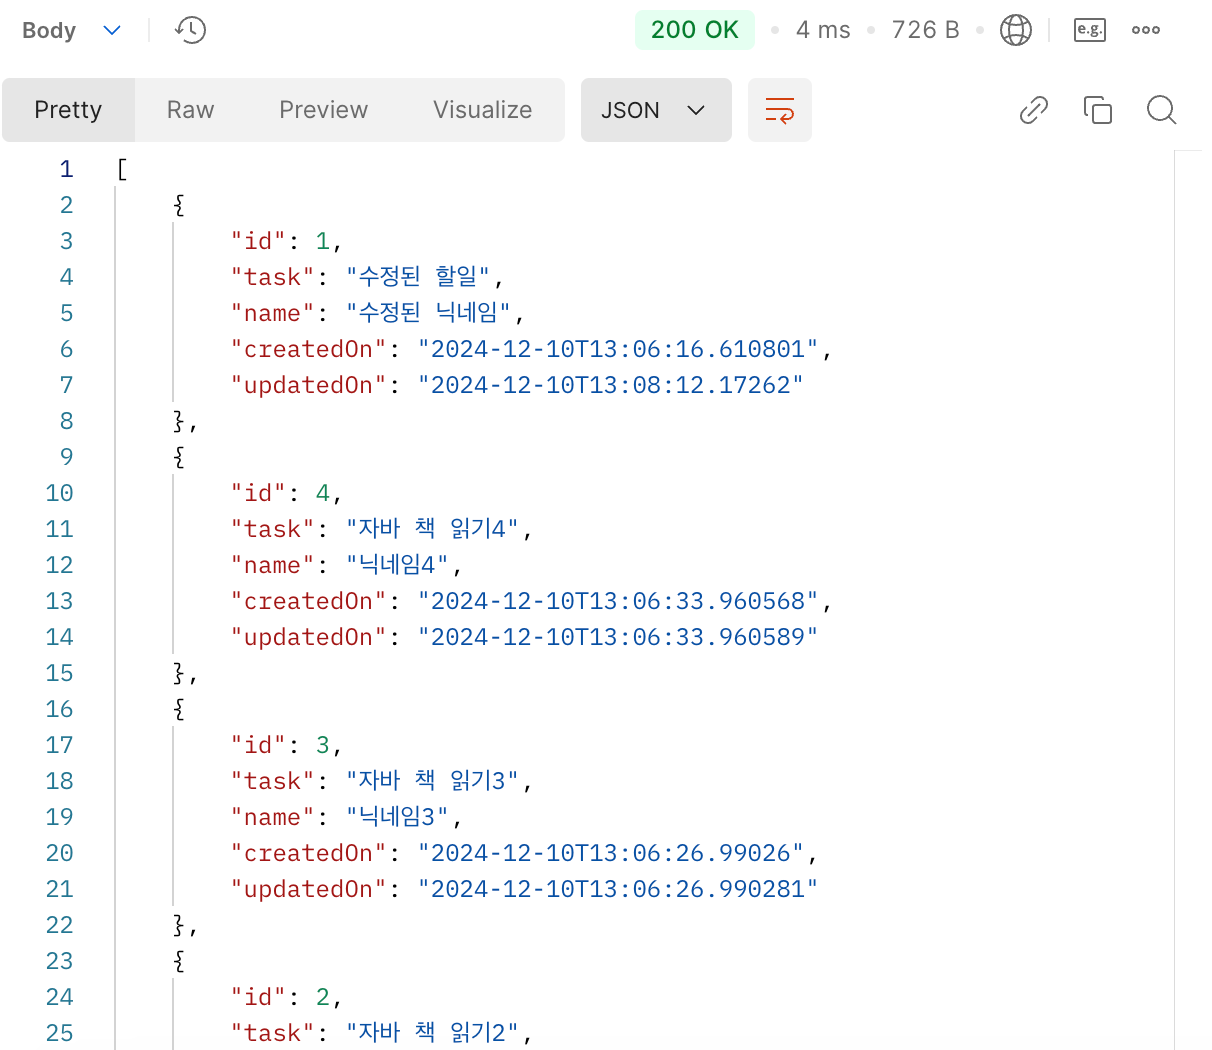 Body 200 OK 4 ms 726 B e.g.
Pretty Raw Preview Visualize JSON
1 [
2 {
3 "id": 1,
4 "task": "수정된 할일",
5 "name": "수정된 닉네임",
6 "createdOn": "2024-12-10T13:06:16.610801",
7 "updatedOn": "2024-12-10T13:08:12.17262"
8 },
9 {
10 "id": 4,
11 "task": "자바 책 읽기4",
12 "name": "닉네임4",
13 "createdOn": "2024-12-10T13:06:33.960568",
14 "updatedOn": "2024-12-10T13:06:33.960589"
15 },
16 {
17 "id": 3,
18 "task": "자바 책 읽기3",
19 "name": "닉네임3",
20 "createdOn": "2024-12-10T13:06:26.99026",
21 "updatedOn": "2024-12-10T13:06:26.990281"
22 },
23 {
24 "id": 2,
25 "task": "자바 책 읽기2",